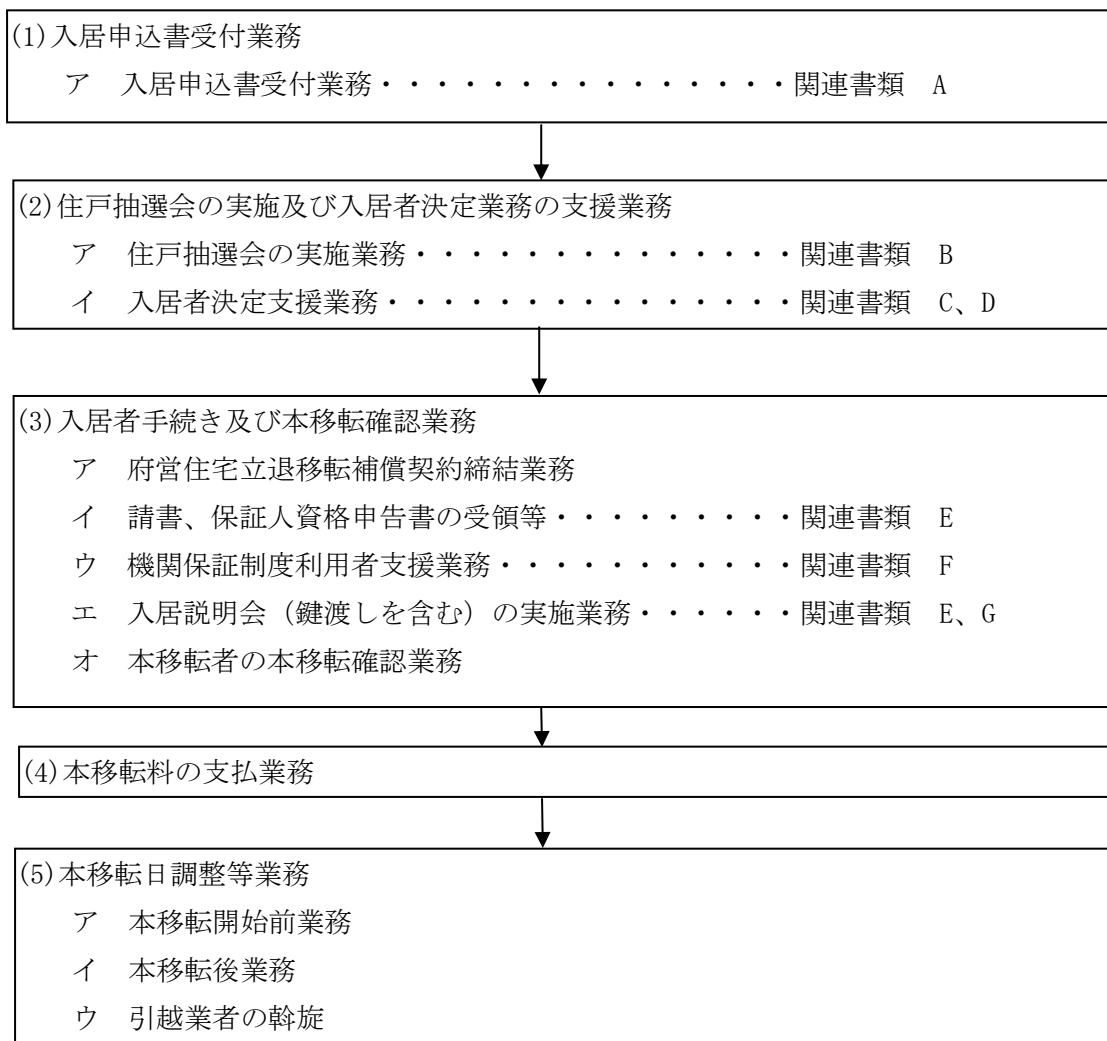 (1)入居申込書受付業務
ア 入居申込書受付業務・・・・・・・・・・・・・・・関連書類 A
(2)住戸抽選会の実施及び入居者決定業務の支援業務
ア 住戸抽選会の実施業務・・・・・・・・・・・・・・関連書類 B
イ 入居者決定支援業務・・・・・・・・・・・・・・・関連書類 C、D
(3)入居者手続き及び本移転確認業務
ア 府営住宅立退移転補償契約締結業務
イ 請書、保証人資格申告書の受領等・・・・・・・・・関連書類 E
ウ 機関保証制度利用者支援業務・・・・・・・・・・・関連書類 F
エ 入居説明会（鍵渡しを含む）の実施業務・・・・・・関連書類 E、G
オ 本移転者の本移転確認業務
(4)本移転料の支払業務
(5)本移転日調整等業務
ア 本移転開始前業務
イ 本移転後業務
ウ 引越業者の斡旋